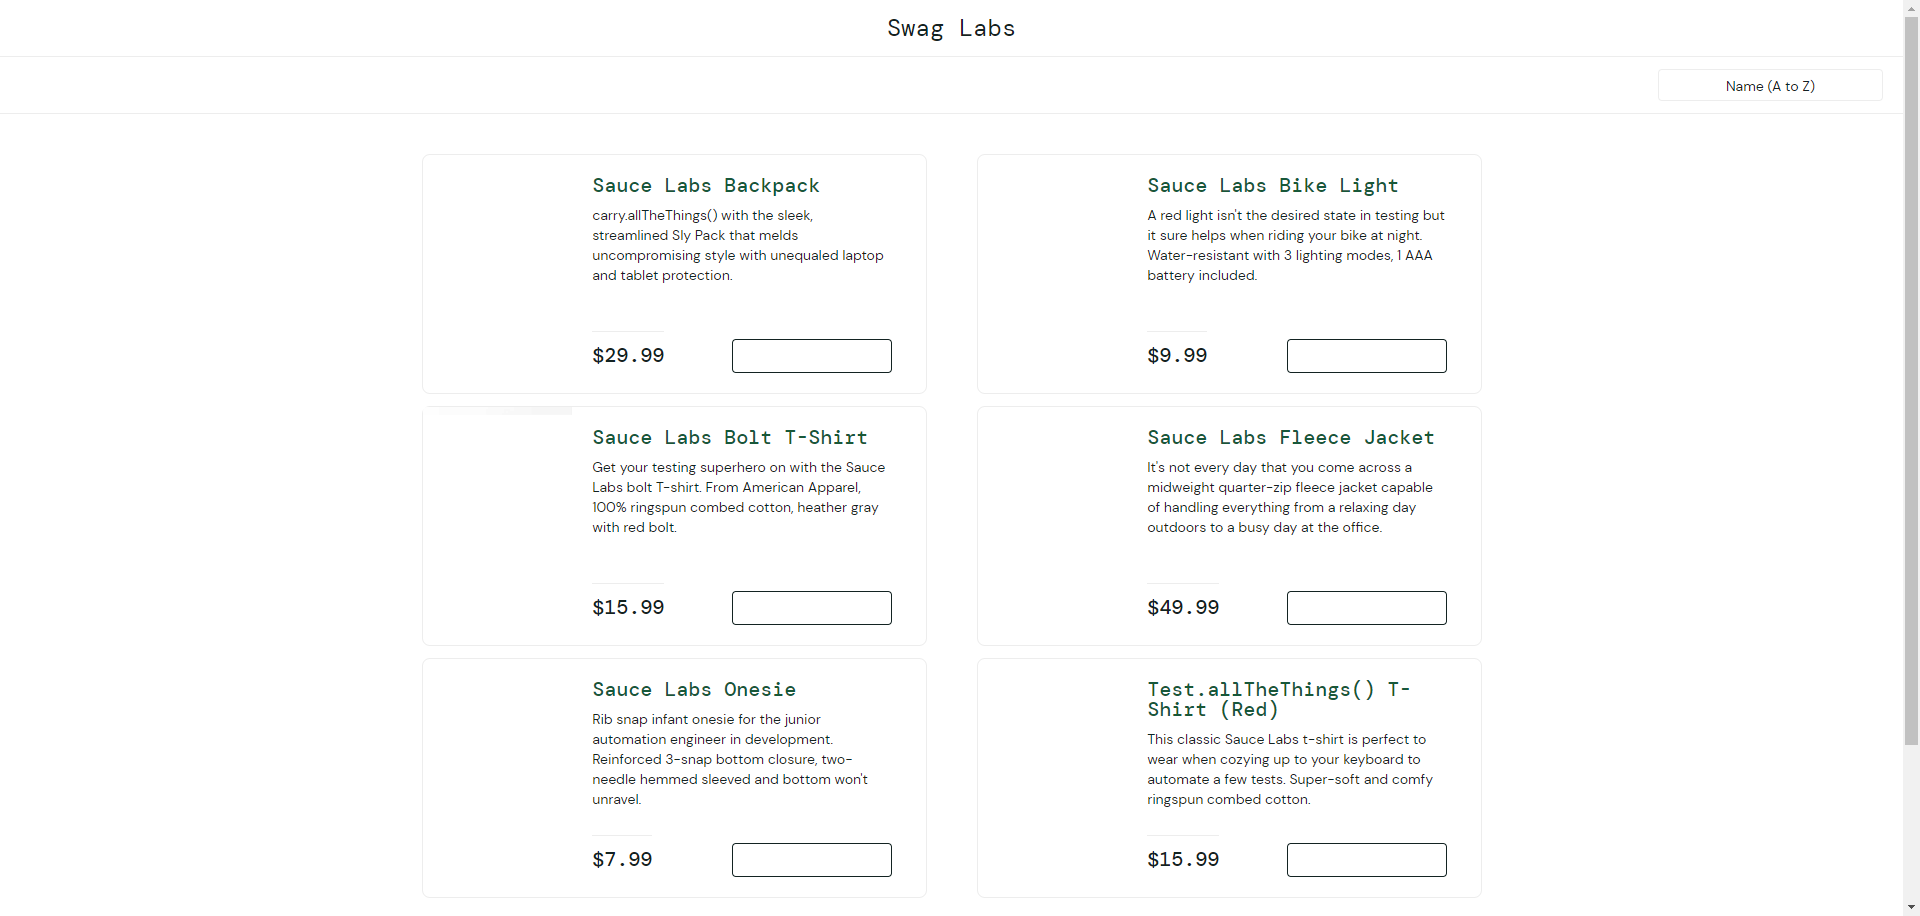 Swag Labs
Name (A to Z)
Sauce Labs Backpack
carry.allTheThings() with the sleek,
streamlined Sly Pack that melds
uncompromising style with unequaled laptop
and tablet protection.
$29.99
Sauce Labs Bike Light
A red light isn't the desired state in testing but
it sure helps when riding your bike at night.
Water-resistant with 3 lighting modes, 1 AAA
battery included.
$9.99
Sauce Labs Bolt T-Shirt
Get your testing superhero on with the Sauce
Labs bolt T-shirt. From American Apparel,
100% ringspun combed cotton, heather gray
with red bolt.
$15.99
Sauce Labs Fleece Jacket
It's not every day that you come across a
midweight quarter-zip fleece jacket capable
of handling everything from a relaxing day
outdoors to a busy day at the office.
$49.99
Sauce Labs Onesie
Rib snap infant onesie for the junior
automation engineer in development.
Reinforced 3-snap bottom closure, two-
needle hemmed sleeved and bottom won't
unravel.
$7.99
Test.allTheThings() T-
Shirt (Red)
This classic Sauce Labs t-shirt is perfect to
wear when cozying up to your keyboard to
automate a few tests. Super-soft and comfy
ringspun combed cotton.
$15.99